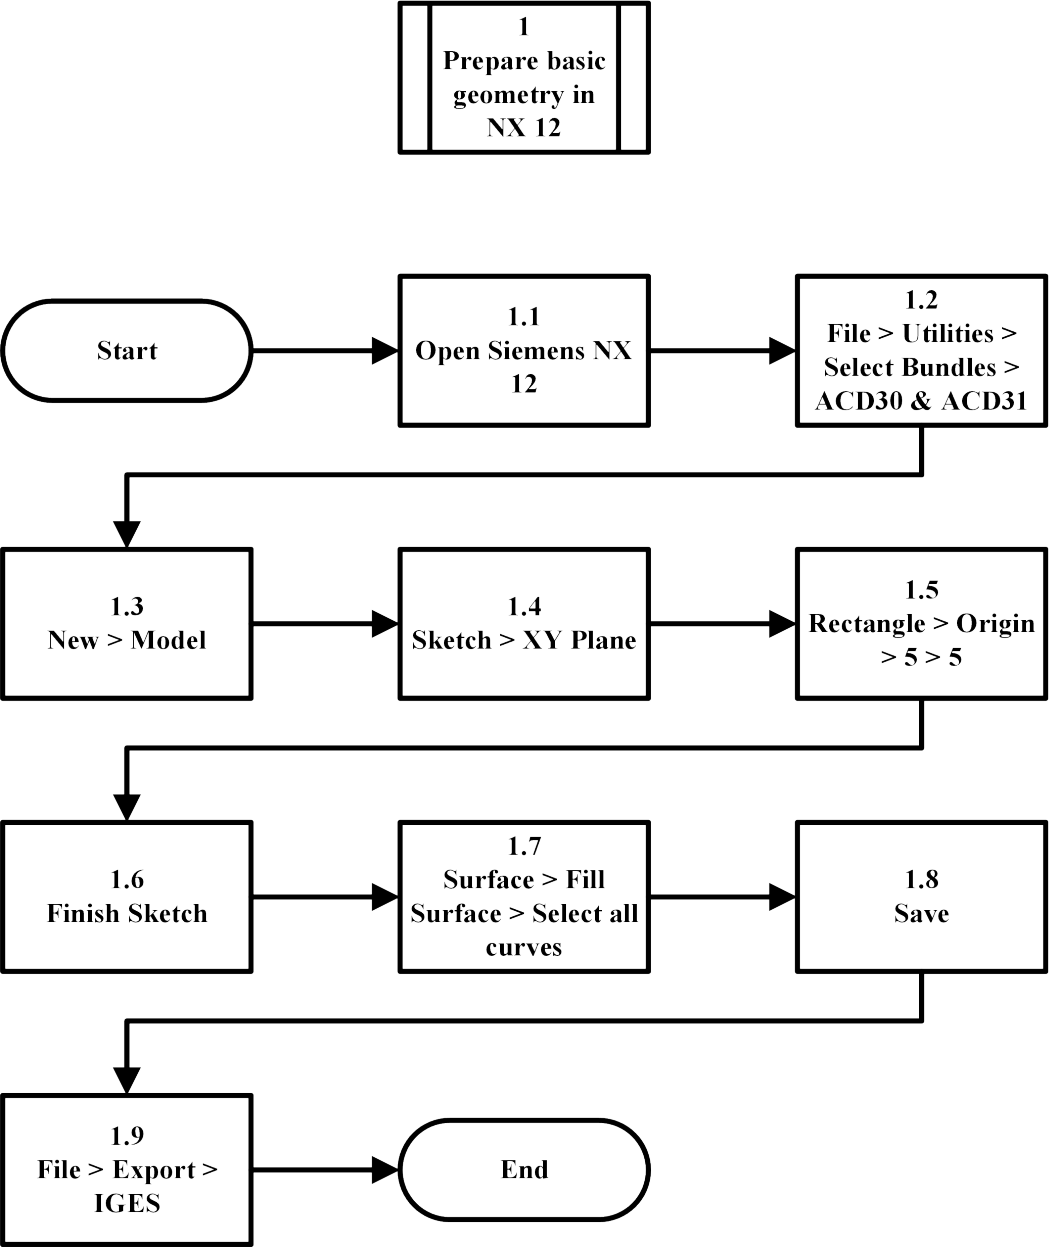 1
Prepare basic
geometry in
NX 12
Start
1.1
Open Siemens NX
12
1.2
File > Utilities >
Select Bundles >
ACD30 & ACD31
1.3
New > Model
1.4
Sketch > XY Plane
1.5
Rectangle > Origin
> 5 > 5
1.6
Finish Sketch
1.7
Surface > Fill
Surface > Select all
curves
1.8
Save
1.9
File > Export >
IGES
End